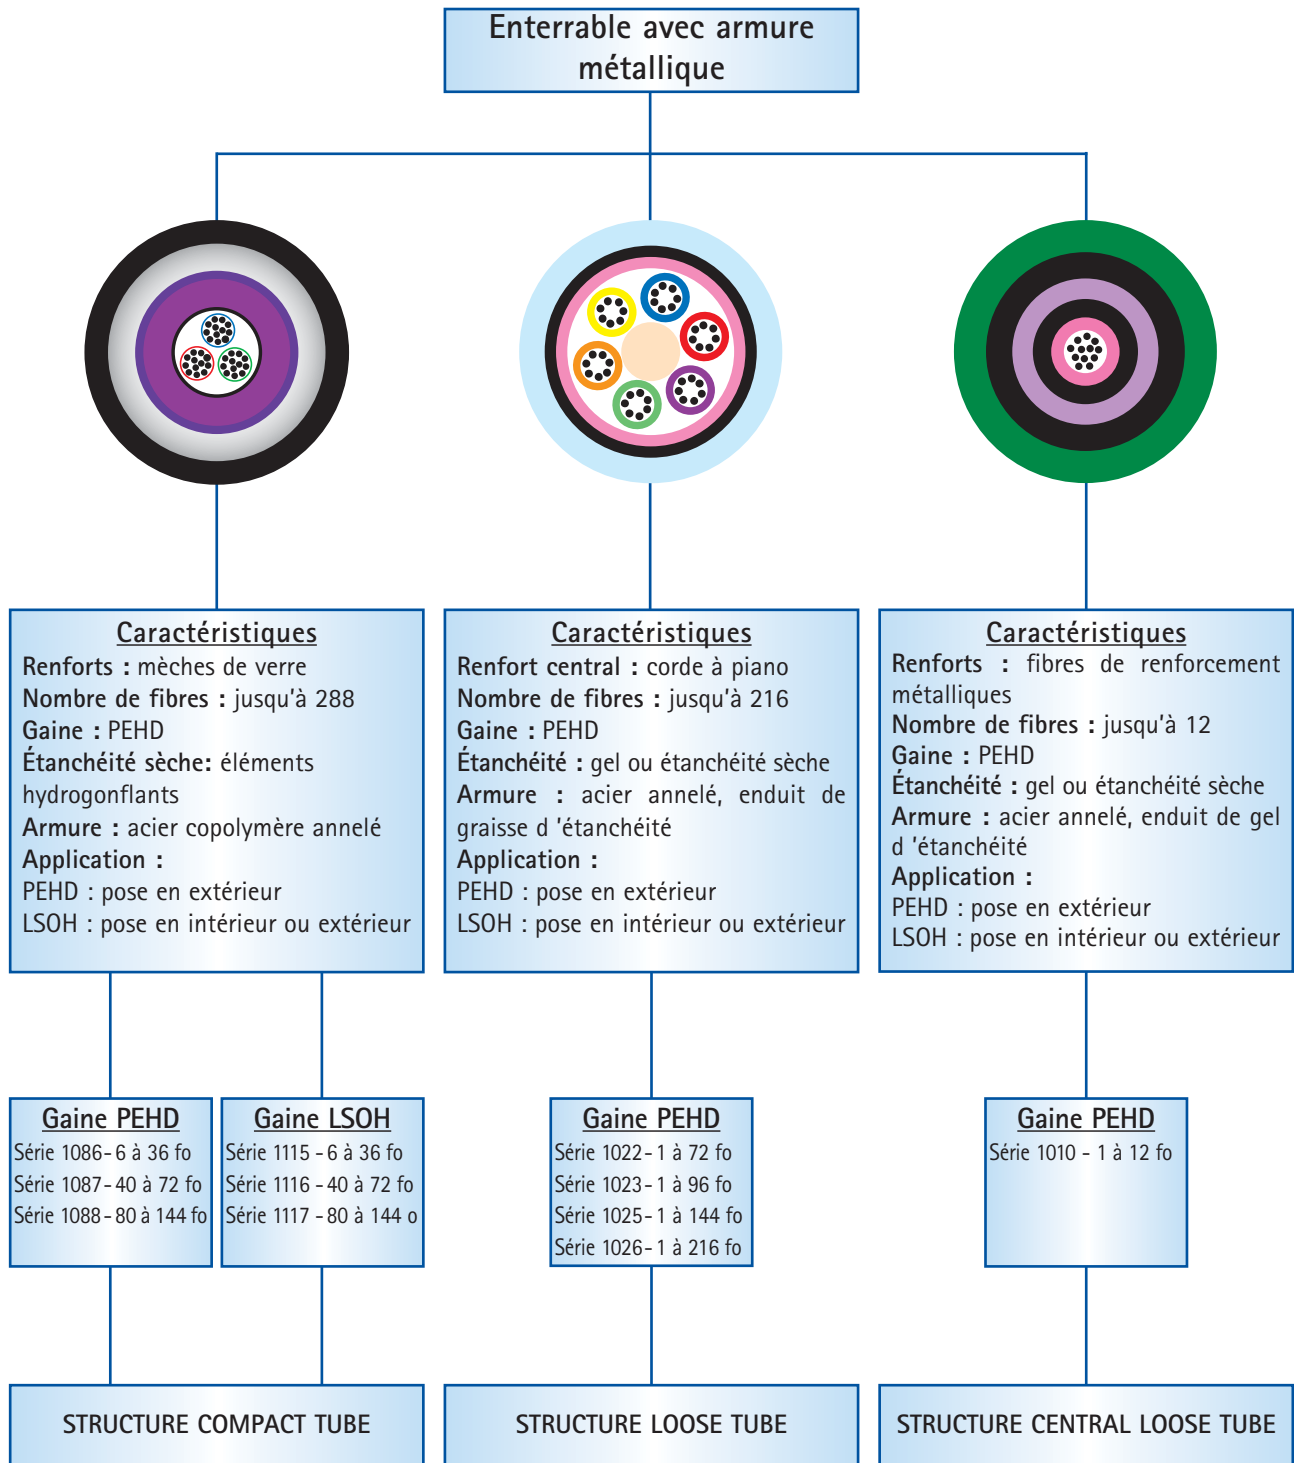 Enterrable avec armure
métallique
Caractéristiques
Renforts : mèches de verre
Nombre de fibres : jusqu'à 288
Gaine : PEHD
Étanchéité sèche: éléments
hydrogonflants
Armure : acier copolymère annelé
Application :
PEHD : pose en extérieur
LSOH : pose en intérieur ou extérieur
Caractéristiques
Renfort central : corde à piano
Nombre de fibres : jusqu'à 216
Gaine : PEHD
Étanchéité : gel ou étanchéité sèche
Armure : acier annelé, enduit de
graisse d 'étanchéité
Application :
PEHD : pose en extérieur
LSOH : pose en intérieur ou extérieur
Caractéristiques
Renforts : fibres de renforcement
métalliques
Nombre de fibres : jusqu'à 12
Gaine : PEHD
Étanchéité : gel ou étanchéité sèche
Armure : acier annelé, enduit de gel
d 'étanchéité
Application :
PEHD : pose en extérieur
LSOH : pose en intérieur ou extérieur
Gaine PEHD
Série 1086-6 à 36 fo
Série 1087-40 à 72 fo
Série 1088-80 à 144 fo
Gaine LSOH
Série 1115 -6 à 36 fo
Série 1116 -40 à 72 fo
Série 1117 -80 à 144 o
Gaine PEHD
Série 1022-1 à 72 fo
Série 1023-1 à 96 fo
Série 1025-1 à 144 fo
Série 1026-1 à 216 fo
Gaine PEHD
Série 1010 - 1 à 12 fo
STRUCTURE COMPACT TUBE
STRUCTURE LOOSE TUBE
STRUCTURE CENTRAL LOOSE TUBE